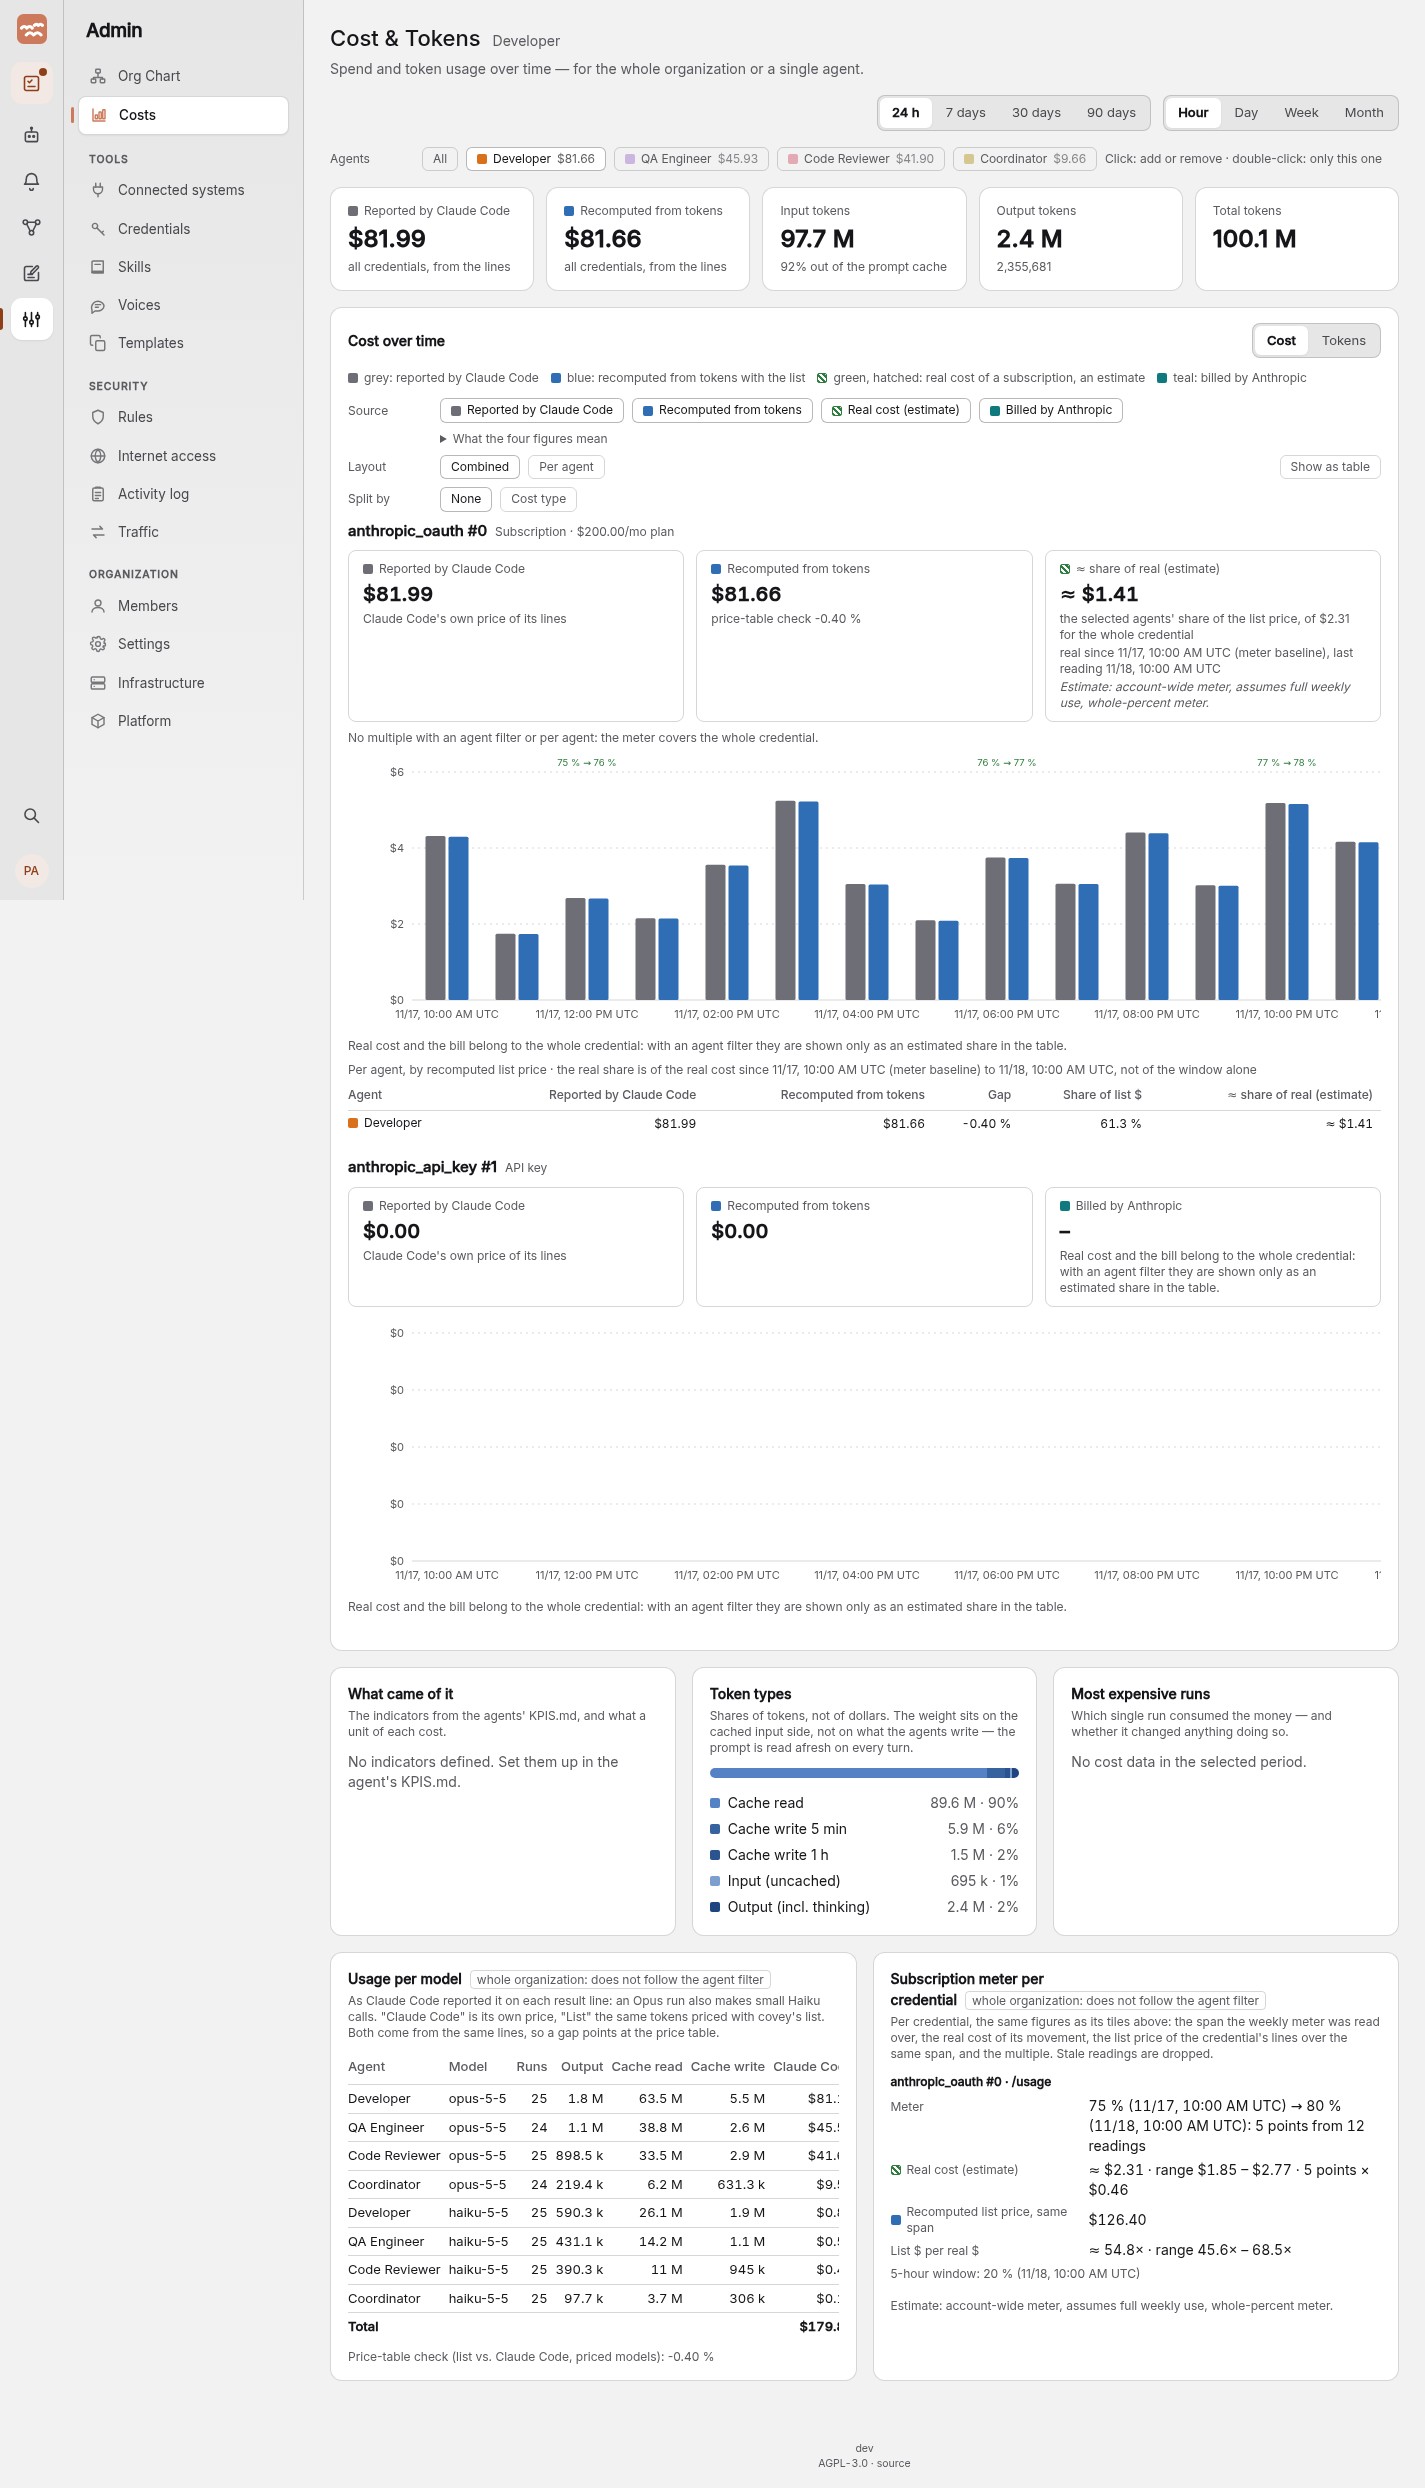 Admin
Org Chart
Costs
TOOLS
Connected systems
Credentials
Skills
Voices
Templates
SECURITY
Rules
Internet access
Activity log
Traffic
ORGANIZATION
Members
Settings
Infrastructure
Platform
PA
Cost & Tokens Developer
Spend and token usage over time — for the whole organization or a single agent.
24 h 7 days 30 days 90 days Hour Day Week Month
Agents All Developer $81.66 QA Engineer $45.93 Code Reviewer $41.90 Coordinator $9.66 Click: add or remove · double-click: only this one
Reported by Claude Code
$81.99
all credentials, from the lines
Recomputed from tokens
$81.66
all credentials, from the lines
Input tokens
97.7 M
92% out of the prompt cache
Output tokens
2.4 M
2,355,681
Total tokens
100.1 M
Cost over time Cost Tokens
grey: reported by Claude Code blue: recomputed from tokens with the list green, hatched: real cost of a subscription, an estimate teal: billed by Anthropic
Source Reported by Claude Code Recomputed from tokens Real cost (estimate) Billed by Anthropic
What the four figures mean
Layout Combined Per agent Show as table
Split by None Cost type
anthropic_oauth #0 Subscription · $200.00/mo plan
Reported by Claude Code
$81.99
Claude Code's own price of its lines
Recomputed from tokens
$81.66
price-table check -0.40 %
≈ share of real (estimate)
≈ $1.41
the selected agents' share of the list price, of $2.31
for the whole credential
real since 11/17, 10:00 AM UTC (meter baseline), last
reading 11/18, 10:00 AM UTC
Estimate: account-wide meter, assumes full weekly
use, whole-percent meter.
No multiple with an agent filter or per agent: the meter covers the whole credential.
75 % → 76 % 76 % → 77 % 77 % → 78 %
$6
$4
$2
$0
11/17, 10:00 AM UTC 11/17, 12:00 PM UTC 11/17, 02:00 PM UTC 11/17, 04:00 PM UTC 11/17, 06:00 PM UTC 11/17, 08:00 PM UTC 11/17, 10:00 PM UTC 11
Real cost and the bill belong to the whole credential: with an agent filter they are shown only as an estimated share in the table.
Per agent, by recomputed list price · the real share is of the real cost since 11/17, 10:00 AM UTC (meter baseline) to 11/18, 10:00 AM UTC, not of the window alone
Agent Reported by Claude Code Recomputed from tokens Gap Share of list $ ≈ share of real (estimate)
Developer $81.99 $81.66 -0.40 % 61.3 % ≈ $1.41
anthropic_api_key #1 API key
Reported by Claude Code
$0.00
Claude Code's own price of its lines
Recomputed from tokens
$0.00
Billed by Anthropic
–
Real cost and the bill belong to the whole credential:
with an agent filter they are shown only as an
estimated share in the table.
$0
$0
$0
$0
$0
11/17, 10:00 AM UTC 11/17, 12:00 PM UTC 11/17, 02:00 PM UTC 11/17, 04:00 PM UTC 11/17, 06:00 PM UTC 11/17, 08:00 PM UTC 11/17, 10:00 PM UTC 11
Real cost and the bill belong to the whole credential: with an agent filter they are shown only as an estimated share in the table.
What came of it
The indicators from the agents' KPIS.md, and what a
unit of each cost.
No indicators defined. Set them up in the
agent's KPIS.md.
Token types
Shares of tokens, not of dollars. The weight sits on the
cached input side, not on what the agents write — the
prompt is read afresh on every turn.
Cache read 89.6 M · 90%
Cache write 5 min 5.9 M · 6%
Cache write 1 h 1.5 M · 2%
Input (uncached) 695 k · 1%
Output (incl. thinking) 2.4 M · 2%
Most expensive runs
Which single run consumed the money — and
whether it changed anything doing so.
No cost data in the selected period.
Usage per model whole organization: does not follow the agent filter
As Claude Code reported it on each result line: an Opus run also makes small Haiku
calls. "Claude Code" is its own price, "List" the same tokens priced with covey's list.
Both come from the same lines, so a gap points at the price table.
Agent Model Runs Output Cache read Cache write Claude Co
Developer opus-5-5 25 1.8 M 63.5 M 5.5 M $81.
QA Engineer opus-5-5 24 1.1 M 38.8 M 2.6 M $45.
Code Reviewer opus-5-5 25 898.5 k 33.5 M 2.9 M $41.
Coordinator opus-5-5 24 219.4 k 6.2 M 631.3 k $9.
Developer haiku-5-5 25 590.3 k 26.1 M 1.9 M $0.
QA Engineer haiku-5-5 25 431.1 k 14.2 M 1.1 M $0.
Code Reviewer haiku-5-5 25 390.3 k 11 M 945 k $0.
Coordinator haiku-5-5 25 97.7 k 3.7 M 306 k $0.
Total $179.
Price-table check (list vs. Claude Code, priced models): -0.40 %
Subscription meter per
credential whole organization: does not follow the agent filter
Per credential, the same figures as its tiles above: the span the weekly meter was read
over, the real cost of its movement, the list price of the credential's lines over the
same span, and the multiple. Stale readings are dropped.
anthropic_oauth #0 · /usage
Meter 75 % (11/17, 10:00 AM UTC) → 80 %
(11/18, 10:00 AM UTC): 5 points from 12
readings
Real cost (estimate) ≈ $2.31 · range $1.85 – $2.77 · 5 points ×
$0.46
Recomputed list price, same
span $126.40
List $ per real $ ≈ 54.8× · range 45.6× – 68.5×
5-hour window: 20 % (11/18, 10:00 AM UTC)
Estimate: account-wide meter, assumes full weekly use, whole-percent meter.
dev
AGPL-3.0 · source